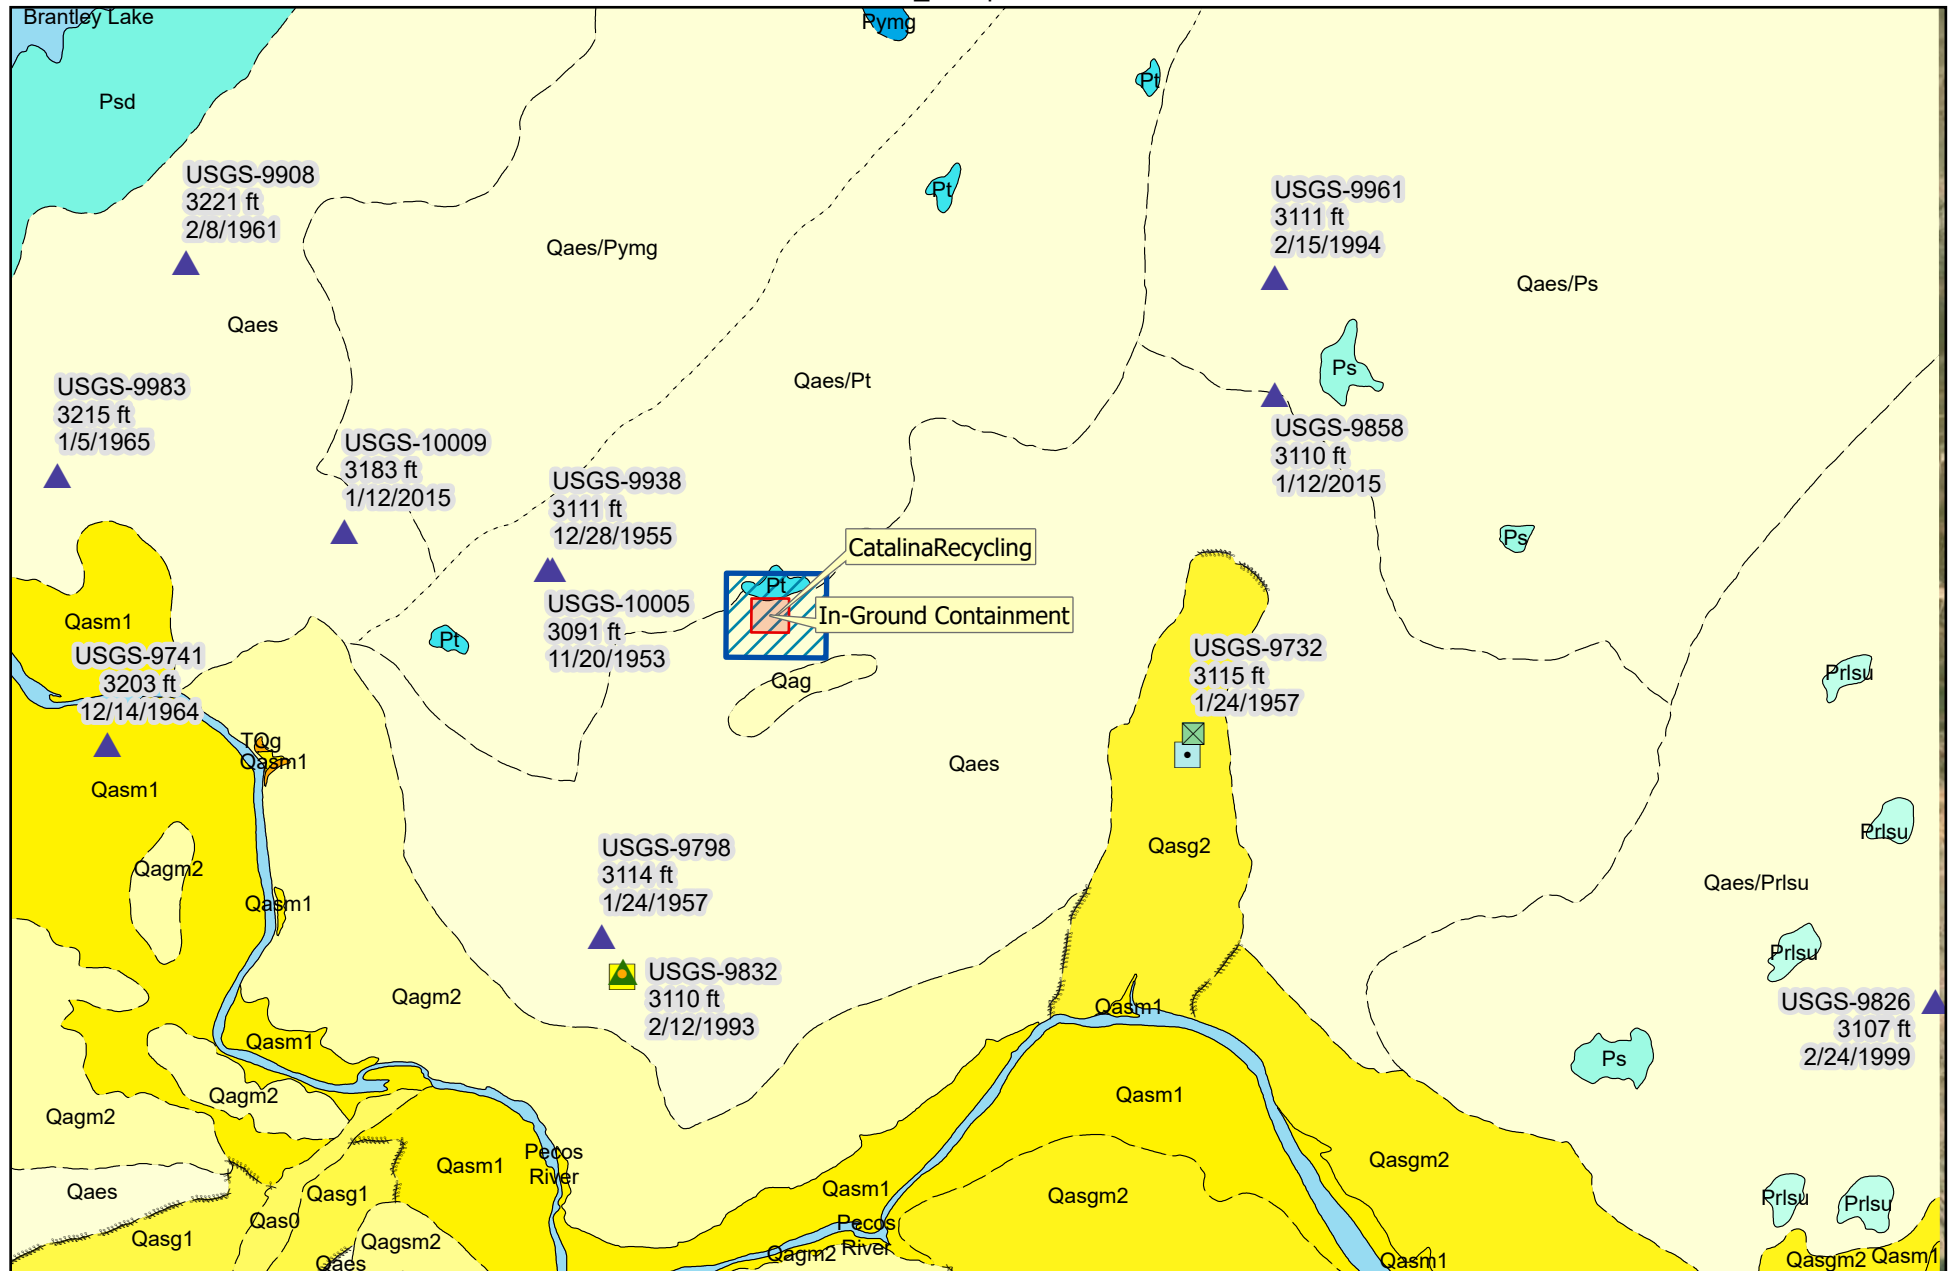 Brantley Lake
Pymg
Psd
Pt
USGS-9908
3221 ft
2/8/1961
Pt
USGS-9961
3111 ft
2/15/1994
Qaes/Pymg
Qaes/Ps
Qaes
Ps
Qaes/Pt
USGS-9983
3215 ft
1/5/1965
USGS-10009
3183 ft
1/12/2015
USGS-9858
3110 ft
1/12/2015
USGS-9938
3111 ft
12/28/1955
Ps
CatalinaRecycling
Pt
In-Ground Containment
USGS-10005
3091 ft
11/20/1953
Qasm1
Pt
USGS-9741
3203 ft
12/14/1964
USGS-9732
3115 ft
1/24/1957
Qag
Prlsu
TQg
Qasm1
Qaes
Qasm1
Prlsu
Qasg2
USGS-9798
3114 ft
1/24/1957
Qagm2
Qaes/Prlsu
Qasm1
Prlsu
USGS-9832
3110 ft
2/12/1993
Qagm2
Qasm1
USGS-9826
3107 ft
2/24/1999
Qasm1
Ps
Qagm2
Qasm1
Qagm2
Pecos
River
Qasm1
Qasgm2
Qaes
Qasg1
Qasm1
Qasgm2
Prlsu
Prlsu
Qas0
Pecos
River
Qasg1
Qagsm2
Qagm2
Qaes
Qasm1
Qasgm2
Qasm1